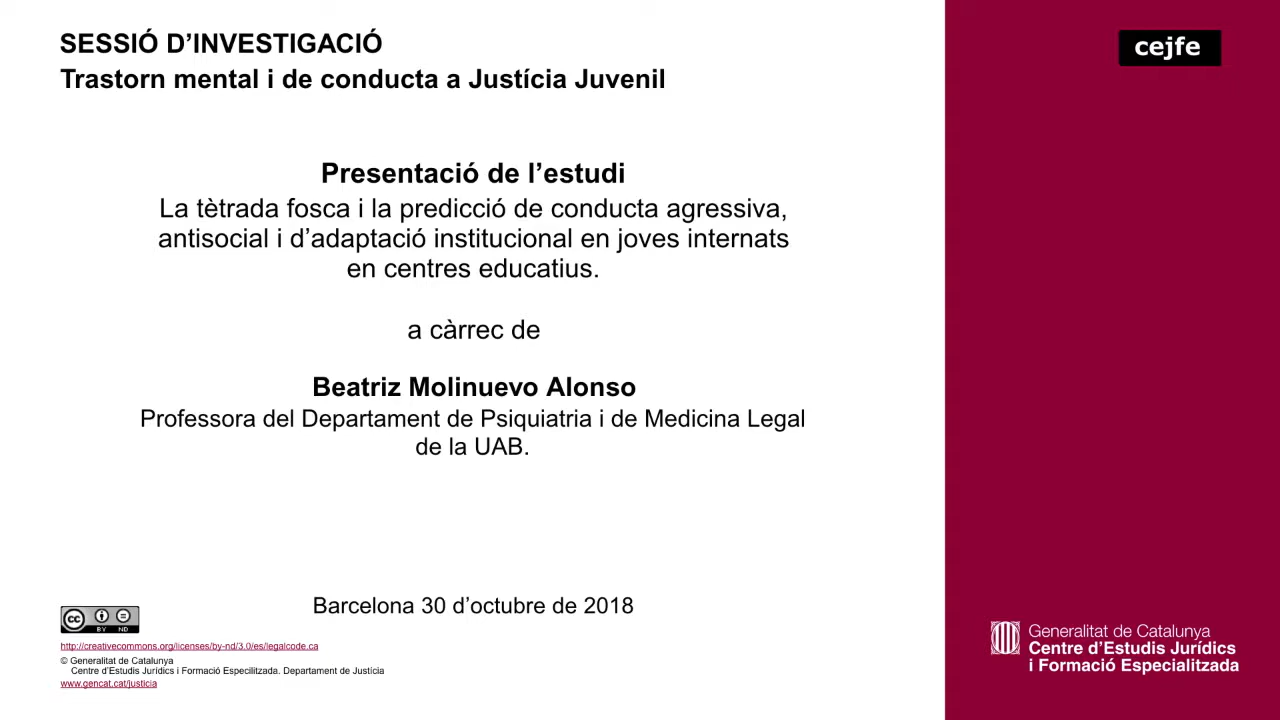 SESSIÓ D’INVESTIGACIÓ
Trastorn mental i de conducta a Justícia Juvenil
cejfe
Presentació de l’estudi
La tètrada fosca i la predicció de conducta agressiva,
antisocial i d’adaptació institucional en joves internats
en centres educatius.
a càrrec de
Beatriz Molinuevo Alonso
Professora del Departament de Psiquiatria i de Medicina Legal
de la UAB.
Barcelona 30 d’octubre de 2018
cc BY ND
http://creativecommons.org/licenses/by-nd/3.0/es/legalcode.ca
© Generalitat de Catalunya
Centre d’Estudis Jurídics i Formació Especilitzada. Departament de Justícia
www.gencat.cat/justicia
Generalitat de Catalunya
Centre d’Estudis Jurídics
i Formació Especialitzada